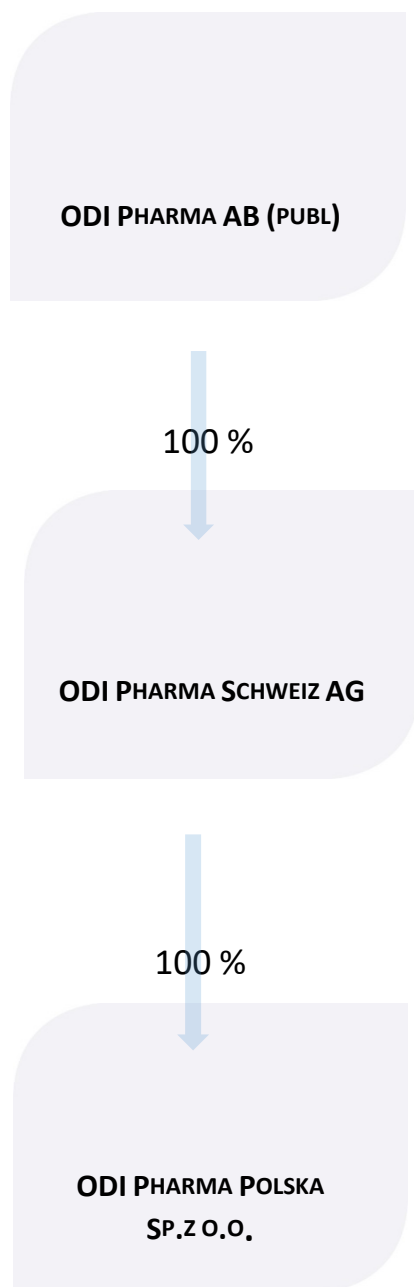 ODI PHARMA AB (PUBL)
100 %
ODI PHARMA SCHWEIZ AG
100 %
ODI PHARMA POLSKA
SP.Z O.O.